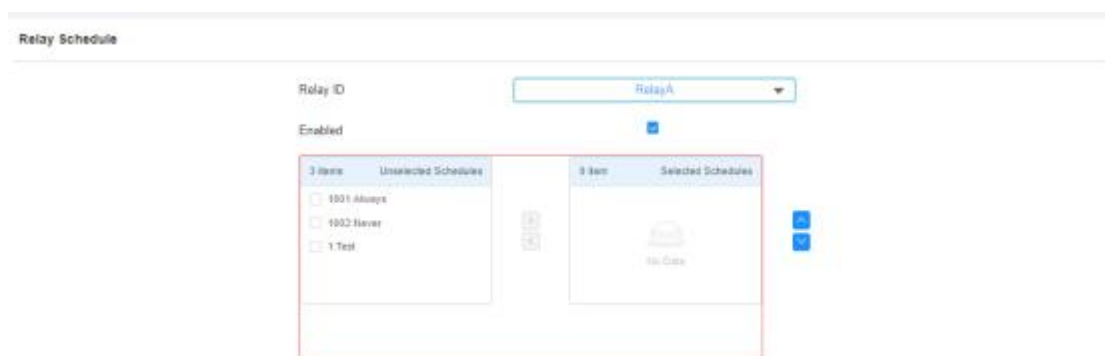 Relay Schedule
Relay ID RelayA
Enabled
3 items Unselected Schedules 0 item Selected Schedules
1001 Always
1002 Never
1 Test
No Data